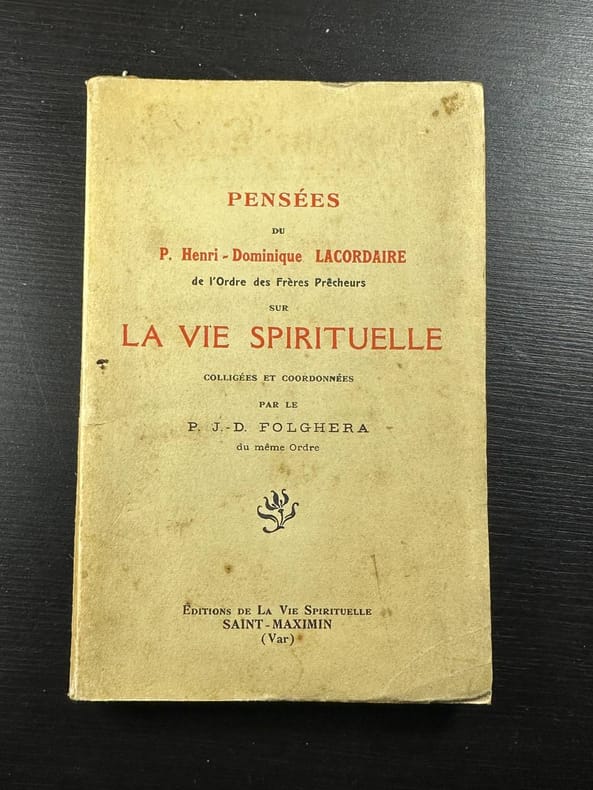 PENSÉES
DU
P. Henri - Dominique LACORDAIRE
de l'Ordre des Frères Prêcheurs
SUR
LA VIE SPIRITUELLE
COLLIGÉES ET COORDONNÉES
PAR LE
P. J.-D. FOLGHERA
du même Ordre
ÉDITIONS DE LA VIE SPIRITUELLE
SAINT-MAXIMIN
(Var)